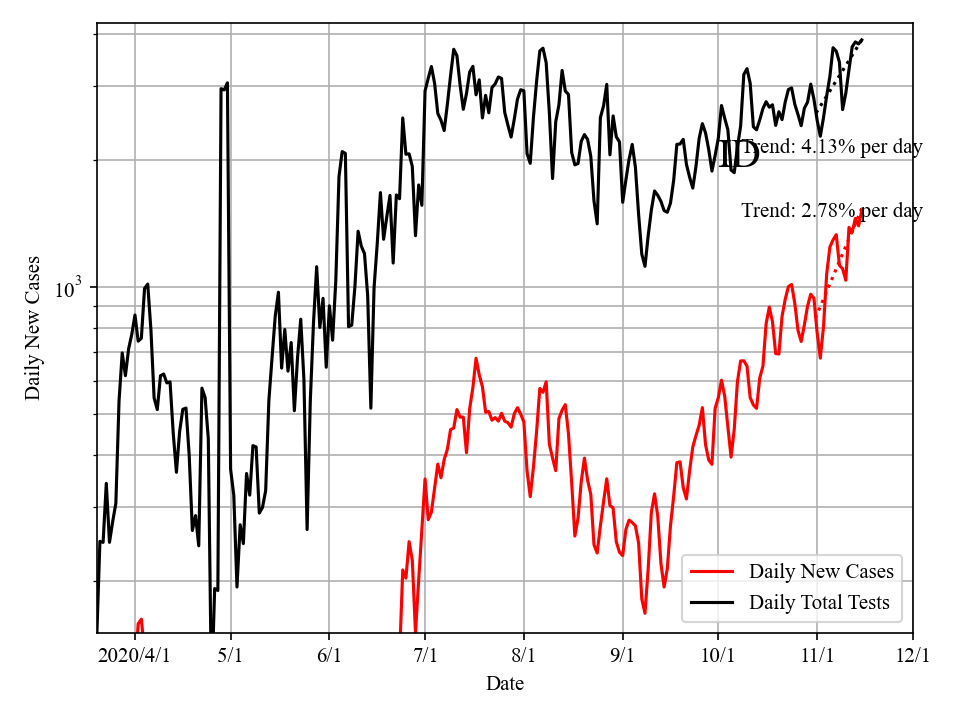 ID
Trend: 4.13% per day
Trend: 2.78% per day
Daily New Cases
10³
Daily New Cases
Daily Total Tests
2020/4/1 5/1 6/1 7/1 8/1 9/1 10/1 11/1 12/1
Date